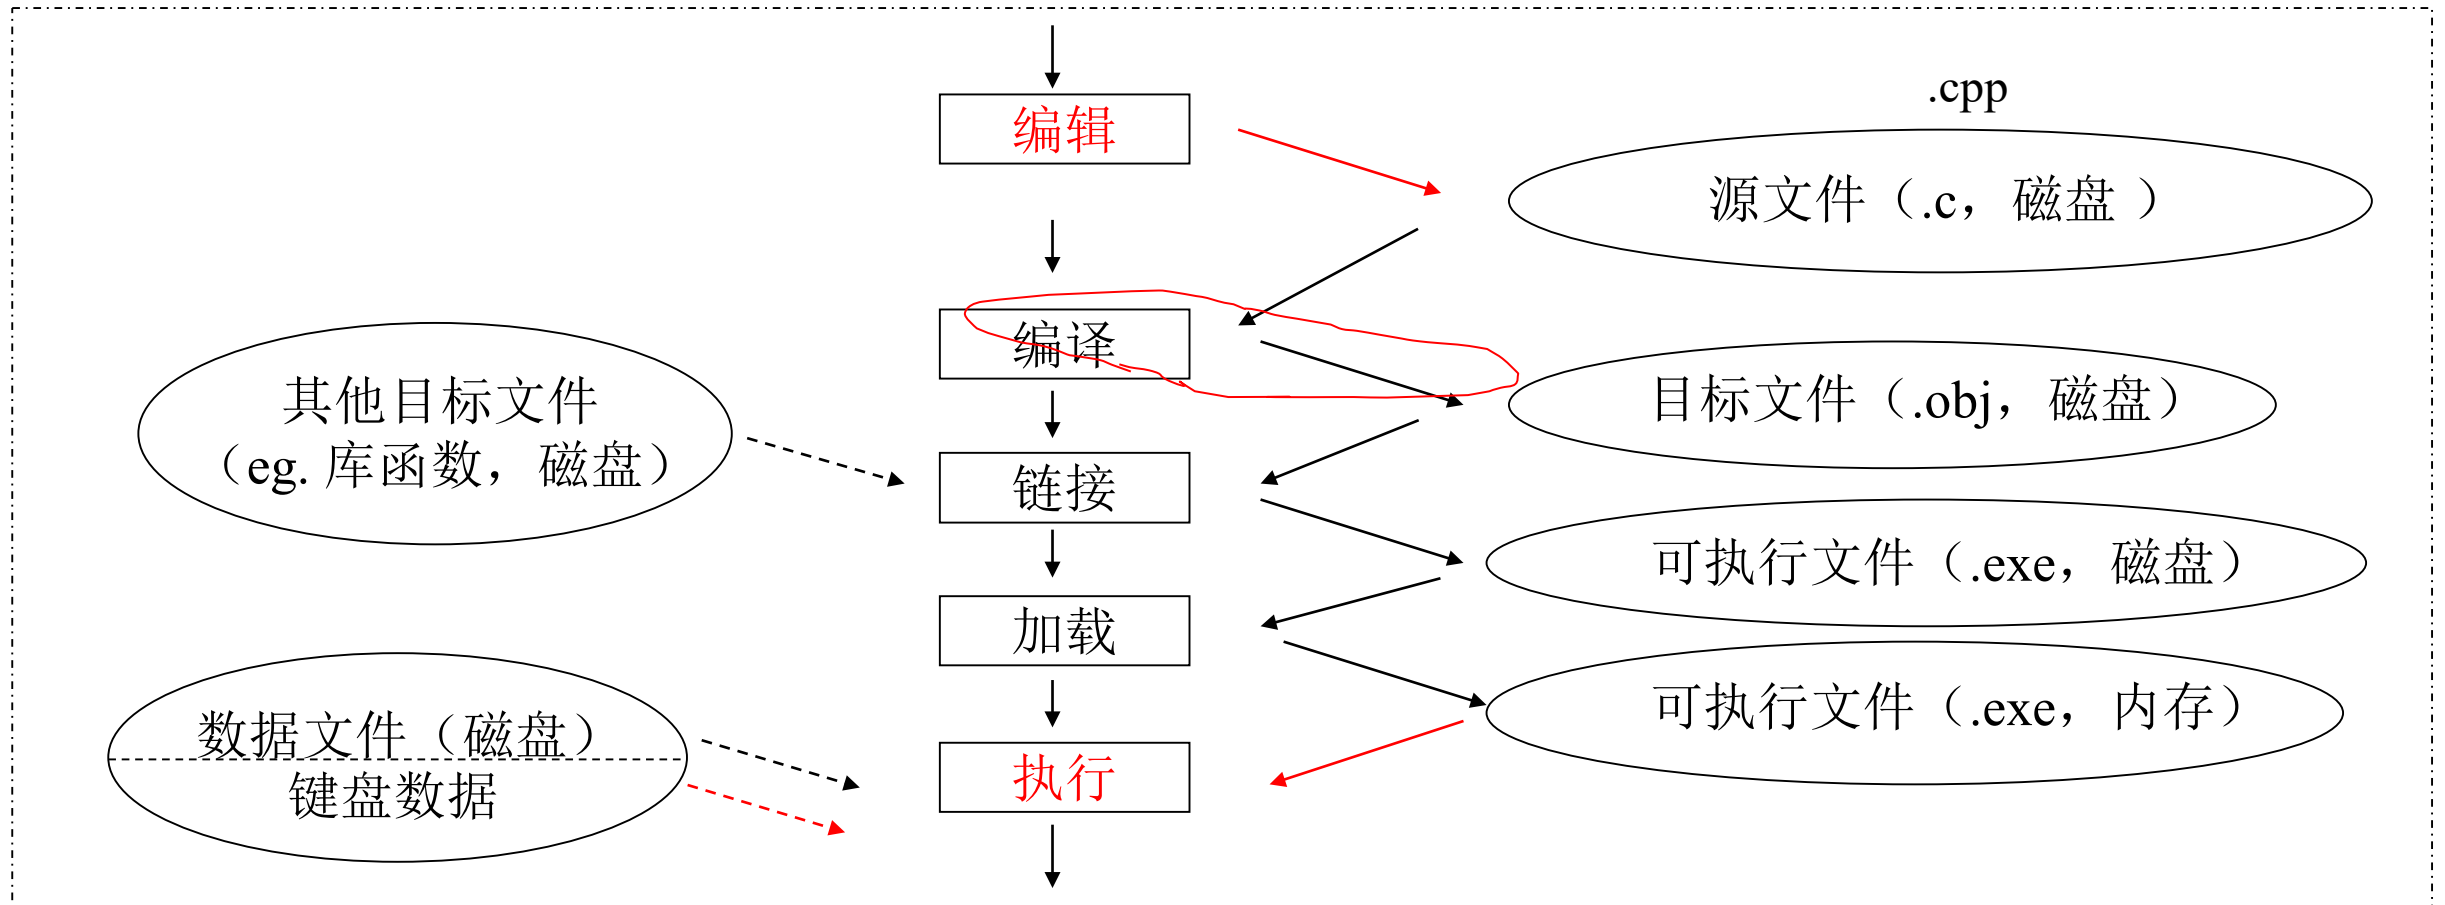 .cpp
编辑
源文件（.c，磁盘 ）
编译
其他目标文件
（eg. 库函数，磁盘）
目标文件（.obj，磁盘）
链接
可执行文件（.exe，磁盘）
加载
数据文件（磁盘）
键盘数据
可执行文件（.exe，内存）
执行